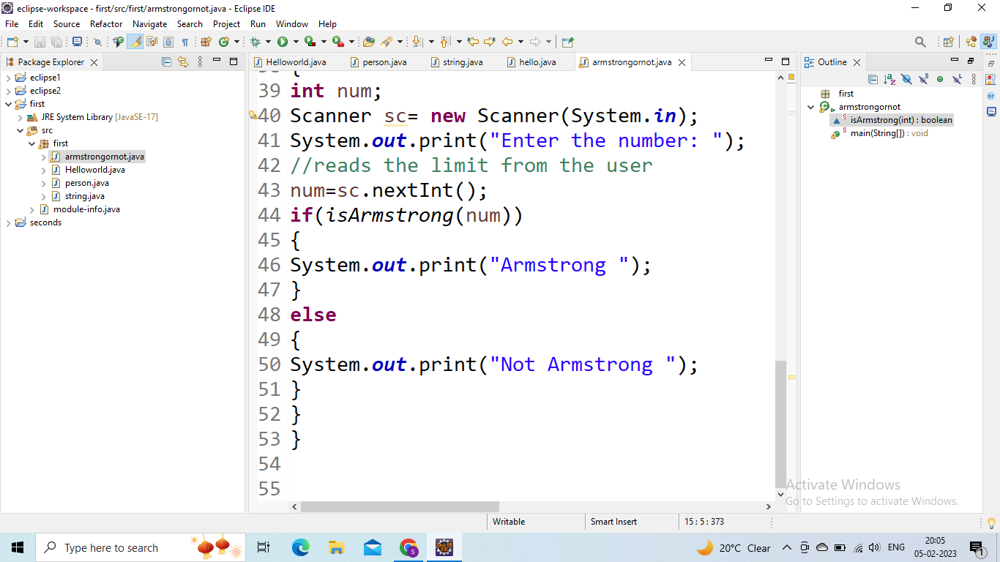 eclipse-workspace - first/src/first/armstrongornot.java - Eclipse IDE
File Edit Source Refactor Navigate Search Project Run Window Help
Package Explorer
eclipse1
eclipse2
first
JRE System Library [JavaSE-17]
src
first
armstrongornot.java
Helloworld.java
person.java
string.java
module-info.java
seconds
Helloworld.java person.java string.java hello.java armstrongornot.java
39 int num;
40 Scanner sc= new Scanner(System.in);
41 System.out.print("Enter the number: ");
42 //reads the limit from the user
43 num=sc.nextInt();
44 if(isArmstrong(num))
45 {
46 System.out.print("Armstrong ");
47 }
48 else
49 {
50 System.out.print("Not Armstrong ");
51 }
52 }
53 }
54
55
Outline
first
armstrongornot
isArmstrong(int) : boolean
main(String[]) : void
Activate Windows
Go to Settings to activate Windows.
Writable Smart Insert 15 : 5 : 373
Type here to search
20°C Clear ENG 20:05
05-02-2023
1